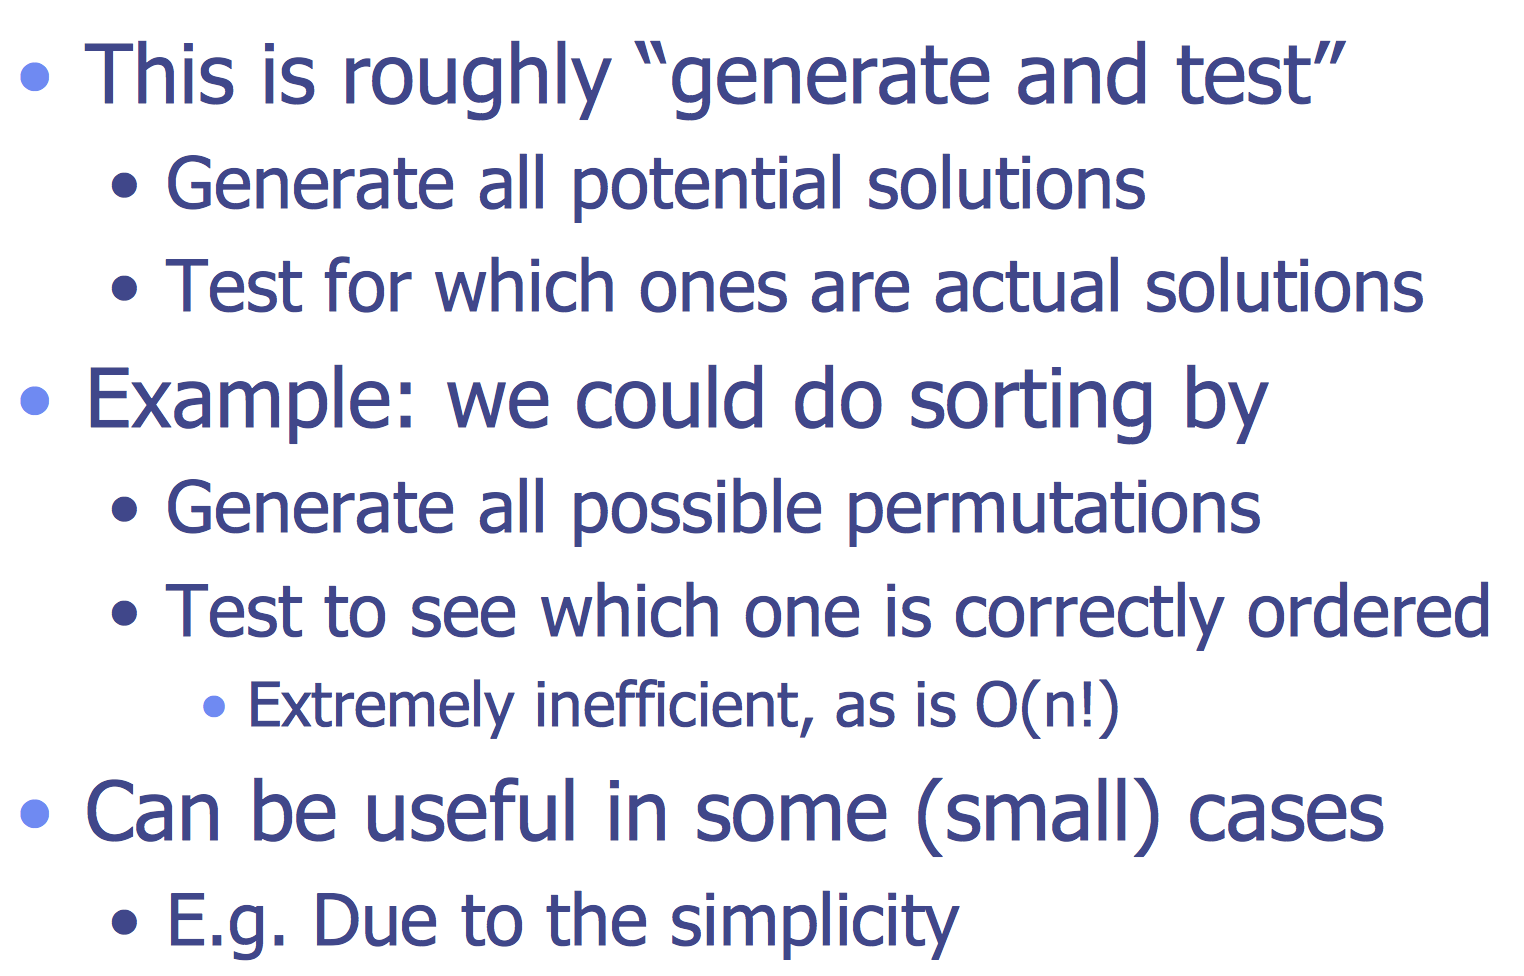 • This is roughly “generate and test”
• Generate all potential solutions
• Test for which ones are actual solutions
• Example: we could do sorting by
• Generate all possible permutations
• Test to see which one is correctly ordered
• Extremely inefficient, as is O(n!)
• Can be useful in some (small) cases
• E.g. Due to the simplicity